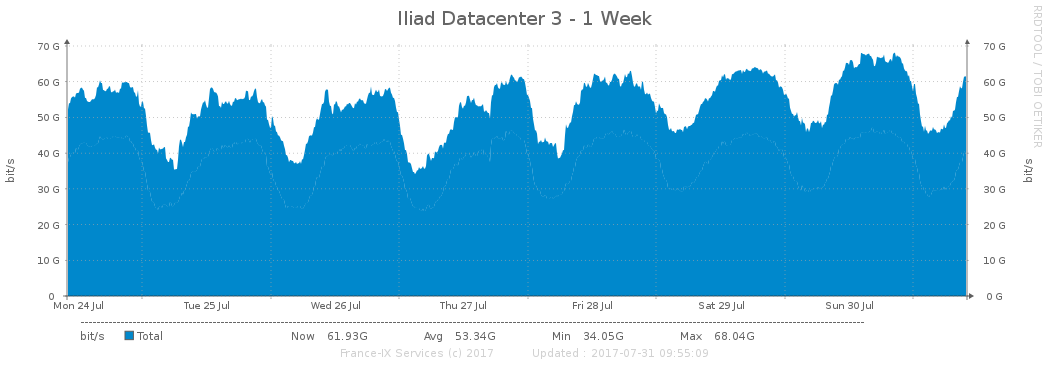 Iliad Datacenter 3 - 1 Week
RRDTOOL / TOBI OETIKER
70 G 70 G
60 G 60 G
50 G 50 G
40 G 40 G
30 G 30 G
20 G 20 G
10 G 10 G
0 0 G
bit/s bit/s
Mon 24 Jul Tue 25 Jul Wed 26 Jul Thu 27 Jul Fri 28 Jul Sat 29 Jul Sun 30 Jul
bit/s Total Now 61.93G Avg 53.34G Min 34.05G Max 68.04G
France-IX Services (c) 2017 Updated : 2017-07-31 09:55:09